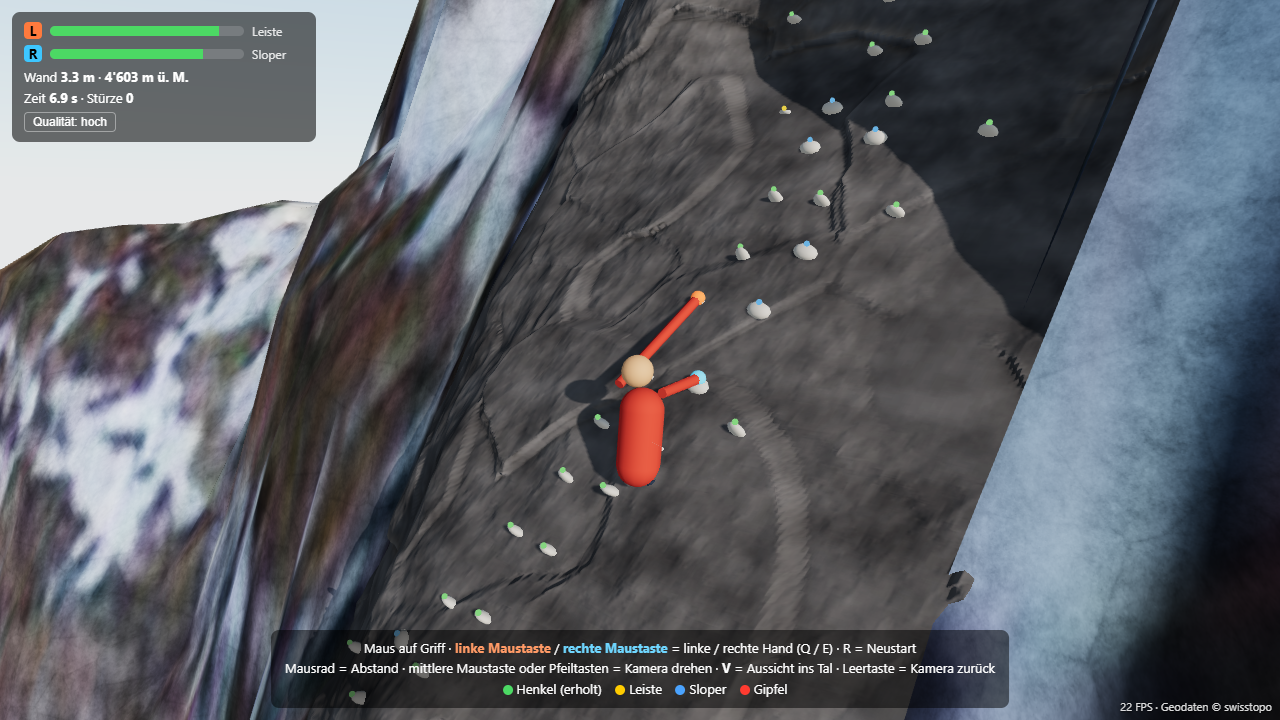 L Leiste
R Sloper
Wand 3.3 m · 4'603 m ü. M.
Zeit 6.9 s · Stürze 0
Qualität: hoch
Maus auf Griff · linke Maustaste / rechte Maustaste = linke / rechte Hand (Q / E) · R = Neustart
Mausrad = Abstand · mittlere Maustaste oder Pfeiltasten = Kamera drehen · V = Aussicht ins Tal · Leertaste = Kamera zurück
Henkel (erholt) Leiste Sloper Gipfel
22 FPS · Geodaten © swisstopo